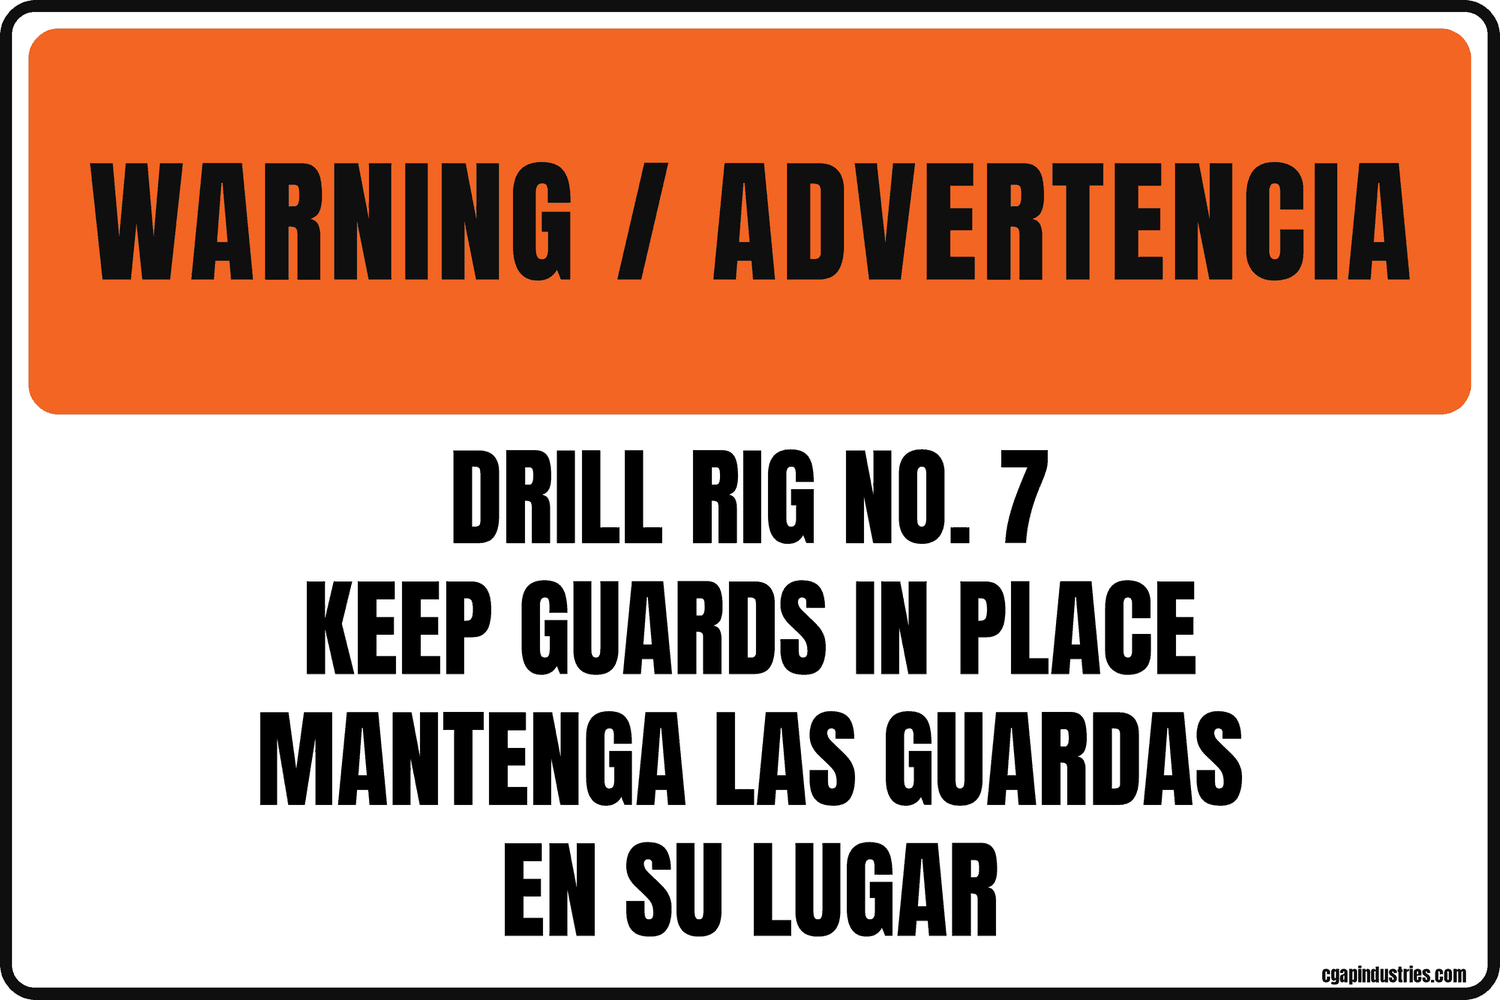 WARNING / ADVERTENCIA
DRILL RIG NO. 7
KEEP GUARDS IN PLACE
MANTENGA LAS GUARDAS
EN SU LUGAR
cgapindustries.com